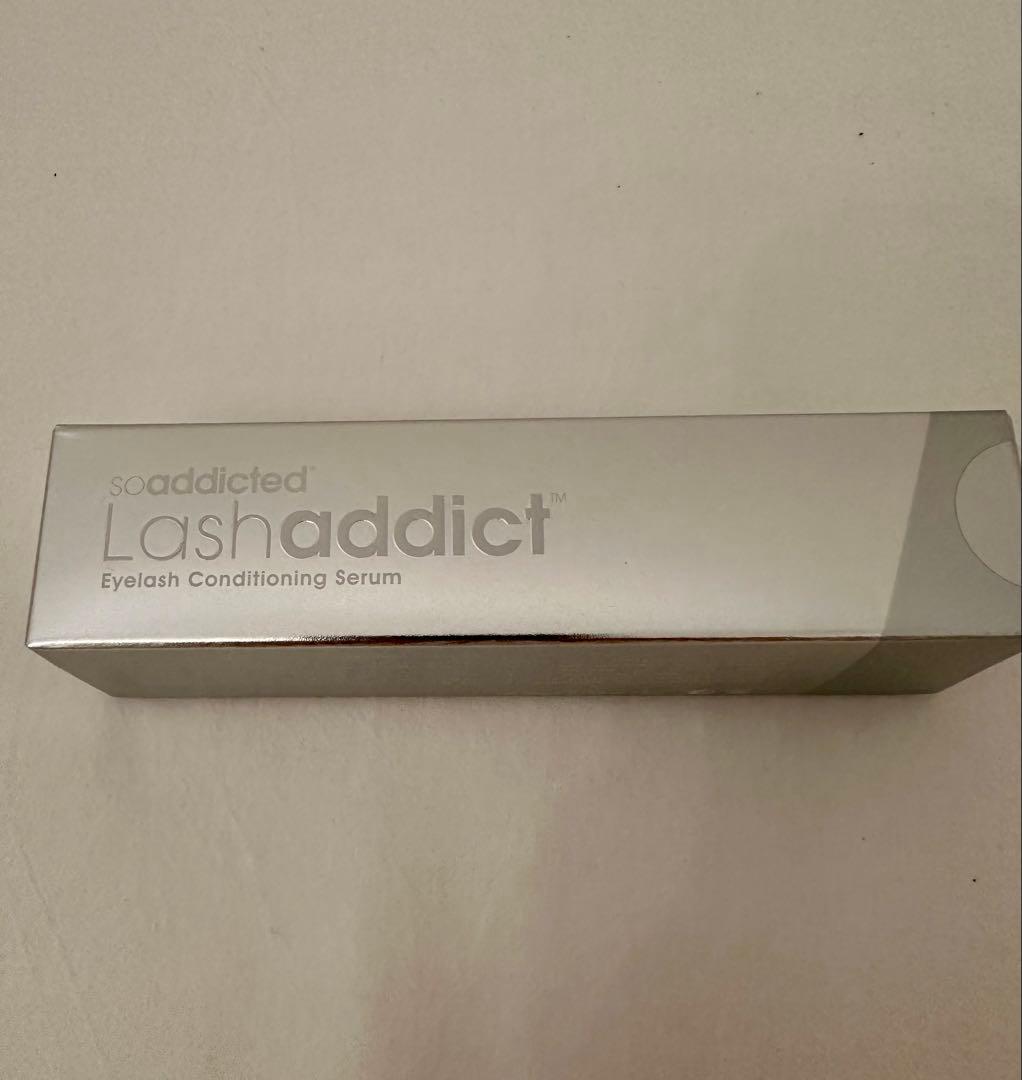 soaddicted®
Lashaddict™
Eyelash Conditioning Serum